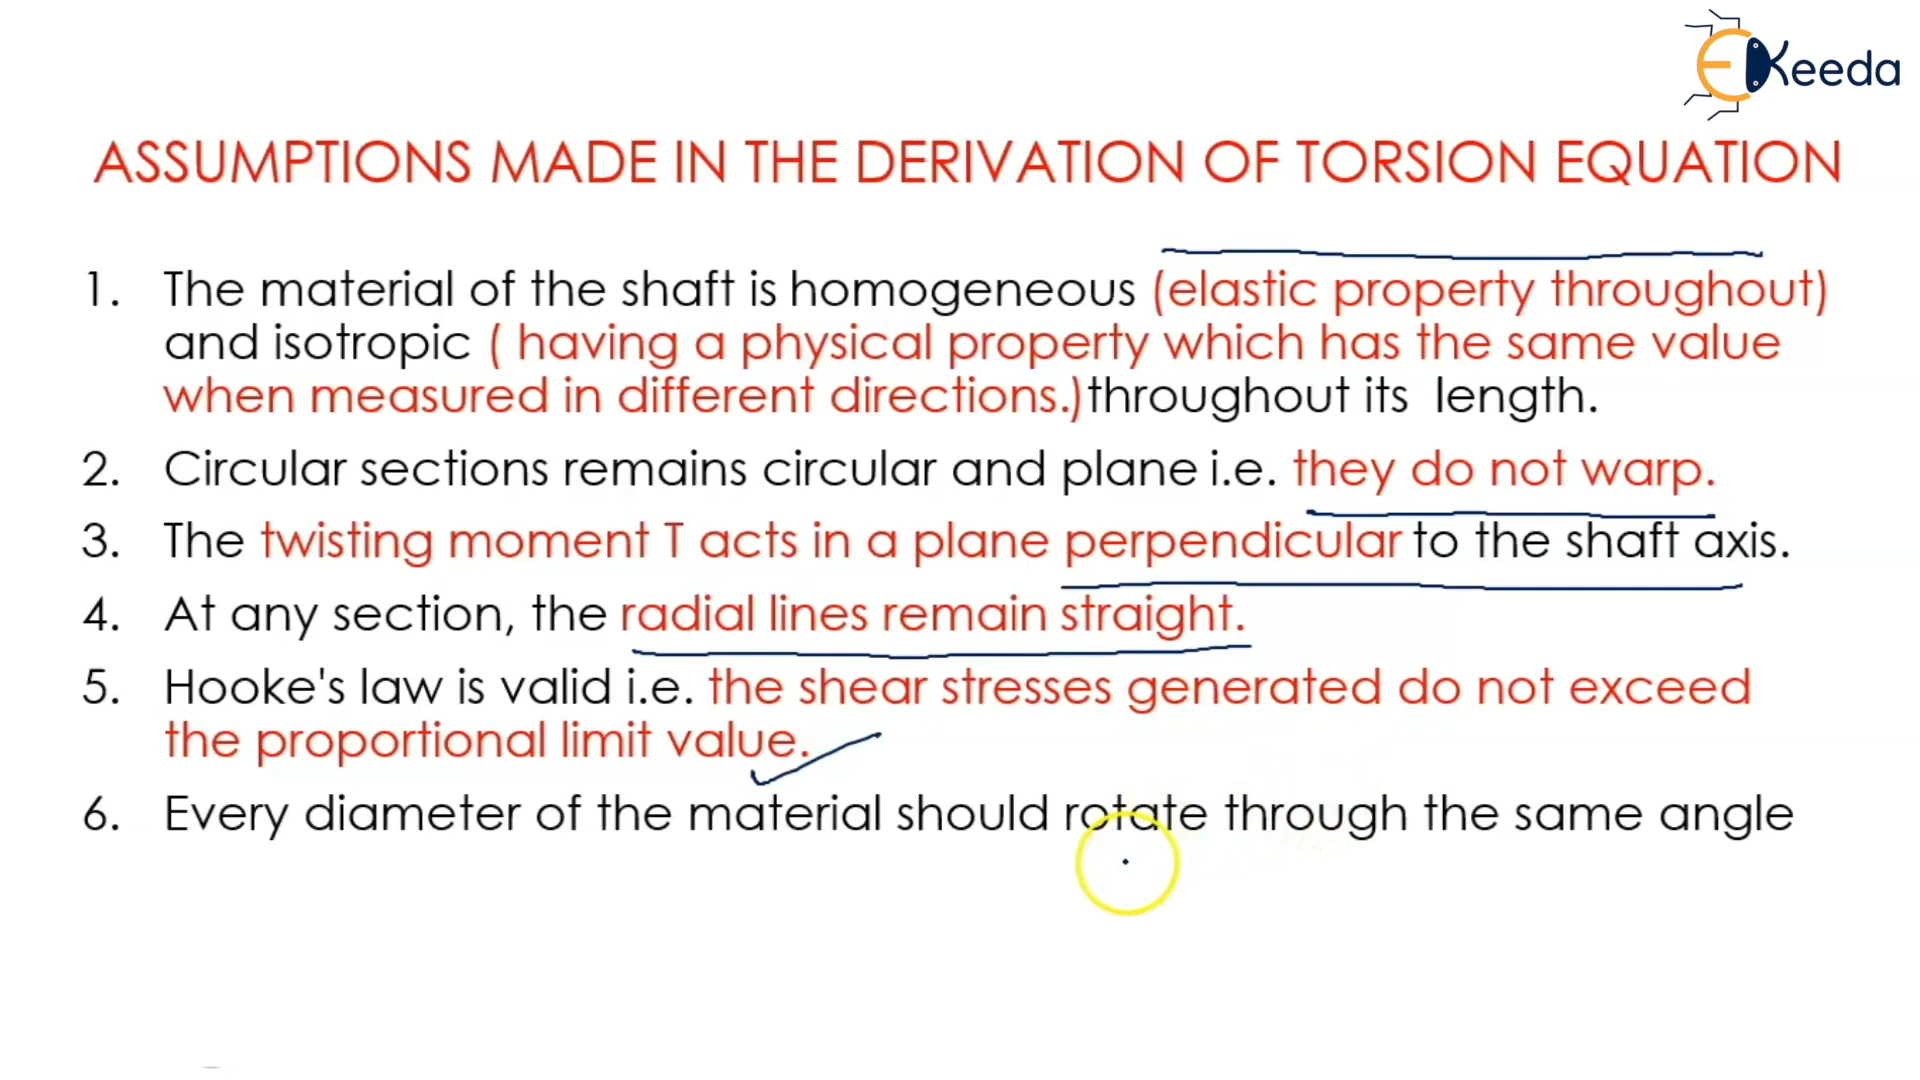 EKeeda
ASSUMPTIONS MADE IN THE DERIVATION OF TORSION EQUATION
1. The material of the shaft is homogeneous (elastic property throughout)
and isotropic ( having a physical property which has the same value
when measured in different directions.)throughout its length.
2. Circular sections remains circular and plane i.e. they do not warp.
3. The twisting moment T acts in a plane perpendicular to the shaft axis.
4. At any section, the radial lines remain straight.
5. Hooke's law is valid i.e. the shear stresses generated do not exceed
the proportional limit value.
6. Every diameter of the material should rotate through the same angle